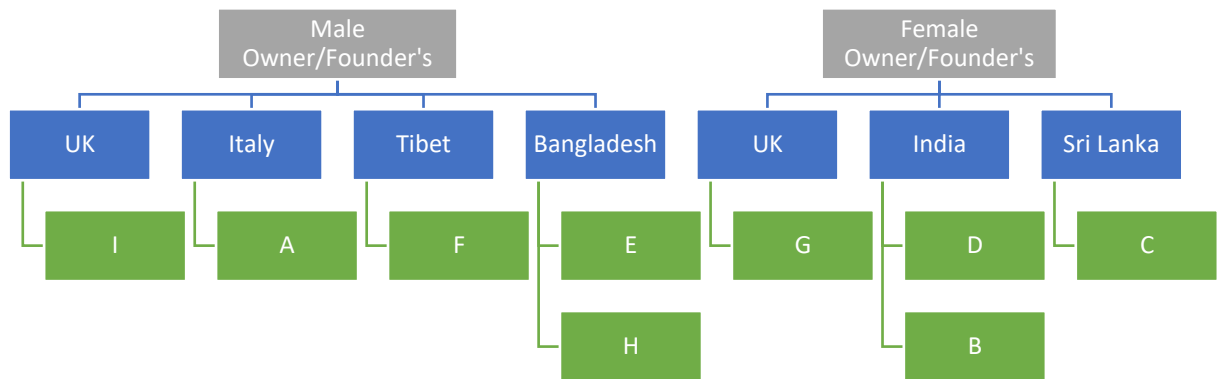 Male
Owner/Founder's
Female
Owner/Founder's
UK
Italy
Tibet
Bangladesh
UK
India
Sri Lanka
I
A
F
E
G
D
C
H
B